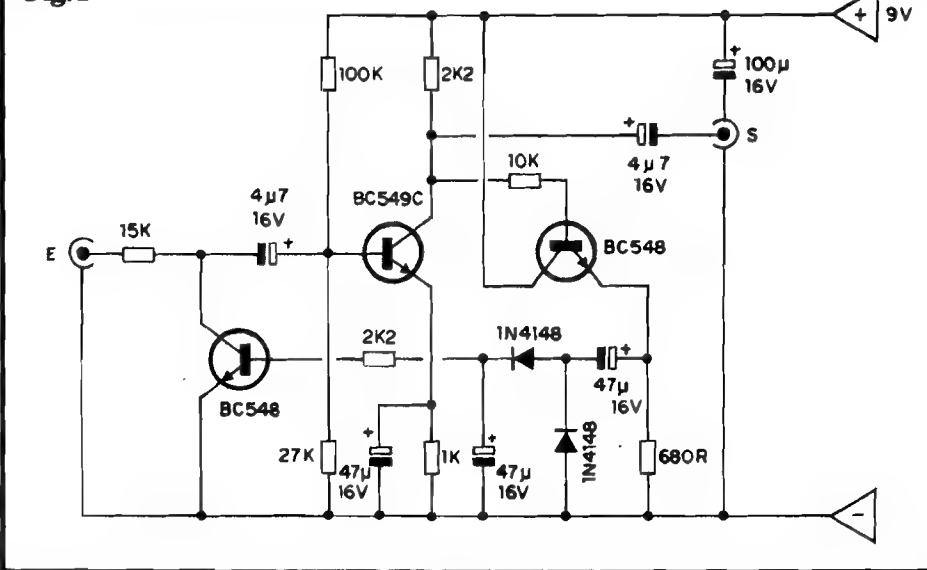 + 9V
100K
2K2
+ 100µ
16V
S
+
4µ7
16V
10K
BC549C
4µ7
16V
+
15K
E
BC548
1N4148
2K2
+
47µ
16V
BC548
1N4148
27K
+
47µ
16V
1K
+
47µ
16V
680R
-